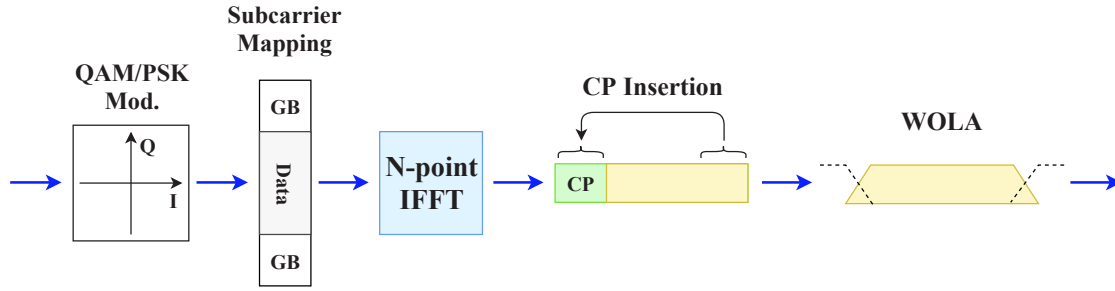 Subcarrier
Mapping
QAM/PSK
Mod.
Q
I
GB
Data
GB
N-point
IFFT
CP Insertion
CP
WOLA